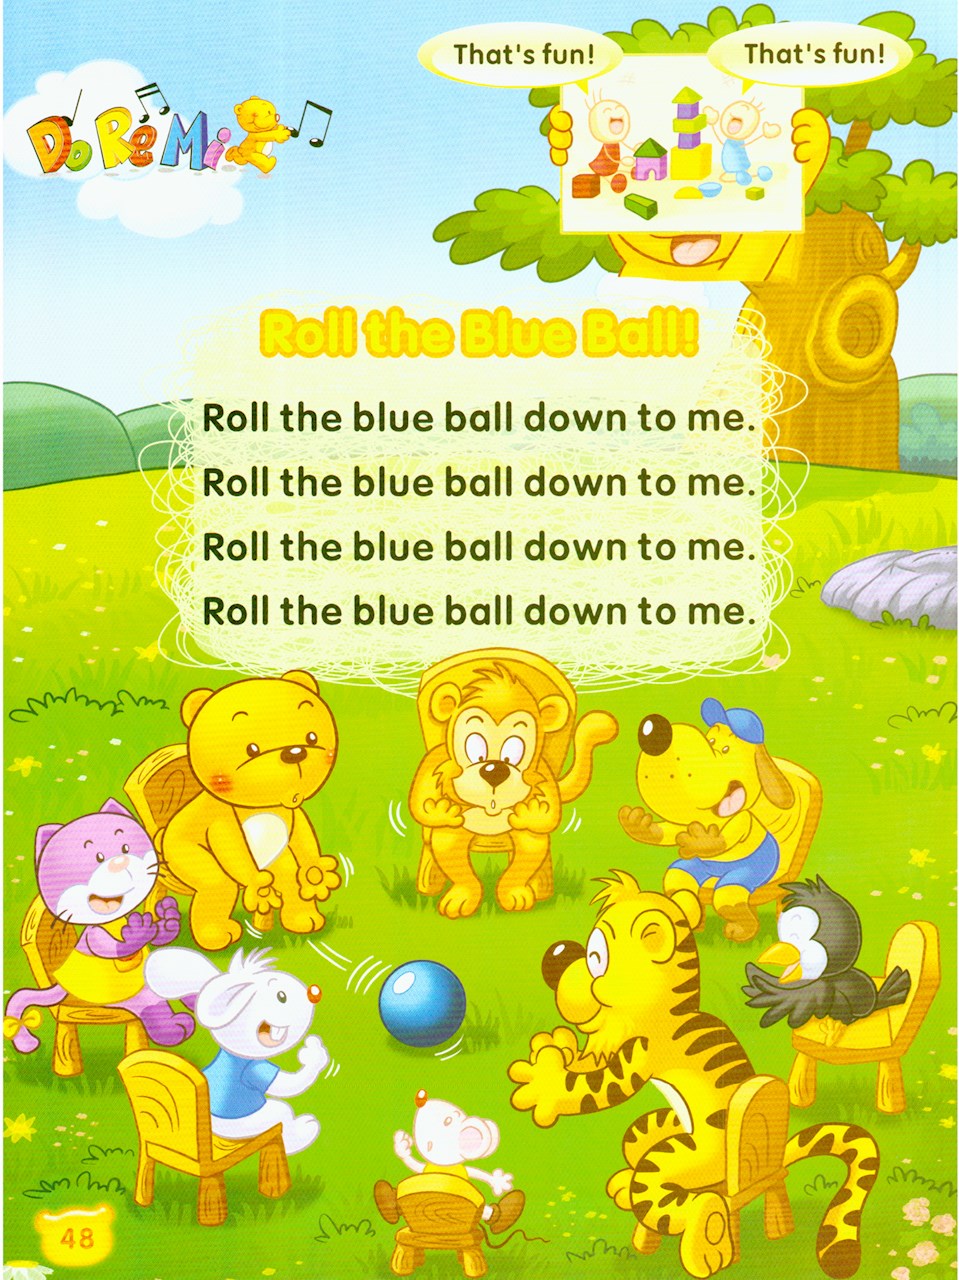 That's fun!
That's fun!
Do Re Mi
Roll the Blue Ball!
Roll the blue ball down to me.
Roll the blue ball down to me.
Roll the blue ball down to me.
Roll the blue ball down to me.
48